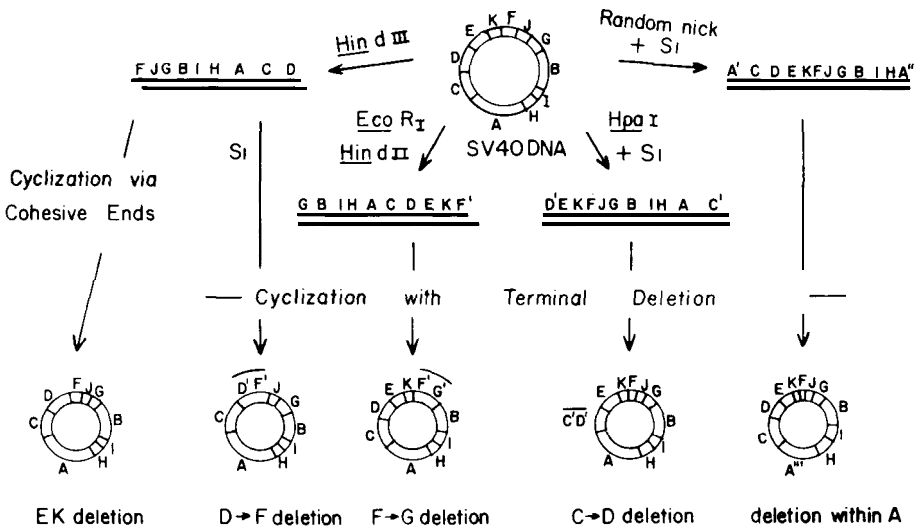 K F J
E G
D B
C I
A H
SV40 DNA
Hin d III
Random nick
+ S1
F J G B I H A C D
A' C D E K F J G B I H A"
Eco RI
Hin d II
Hpa I
+ S1
S1
Cyclization via
Cohesive Ends
G B I H A C D E K F'
D' E K F J G B I H A C'
Cyclization with Terminal Deletion
D F J G
C B
A H I
D' F' J
C G
B
A H I
E K F' G'
D B
C I
A H
E K F J G
C' D' B
I
A H
E K F J G
D B
C I
A"' H
EK deletion
D→F deletion
F→G deletion
C→D deletion
deletion within A